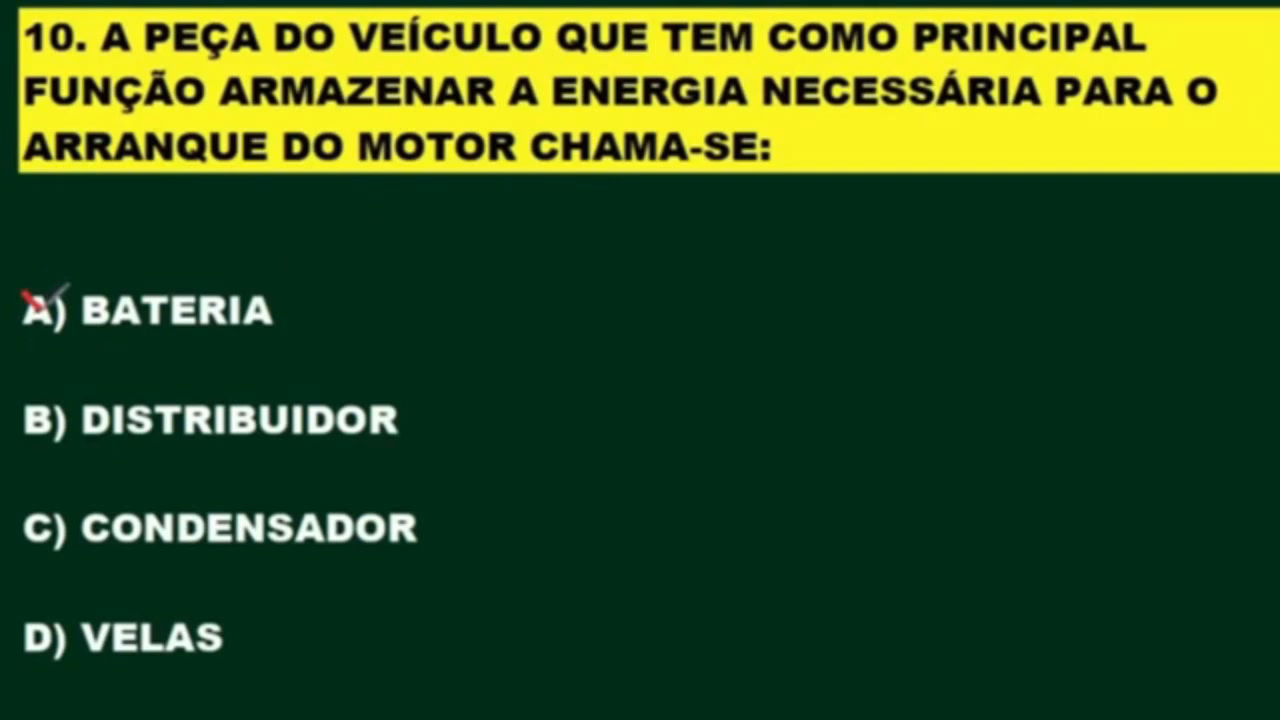 10. A PEÇA DO VEÍCULO QUE TEM COMO PRINCIPAL
FUNÇÃO ARMAZENAR A ENERGIA NECESSÁRIA PARA O
ARRANQUE DO MOTOR CHAMA-SE:
A) BATERIA
B) DISTRIBUIDOR
C) CONDENSADOR
D) VELAS